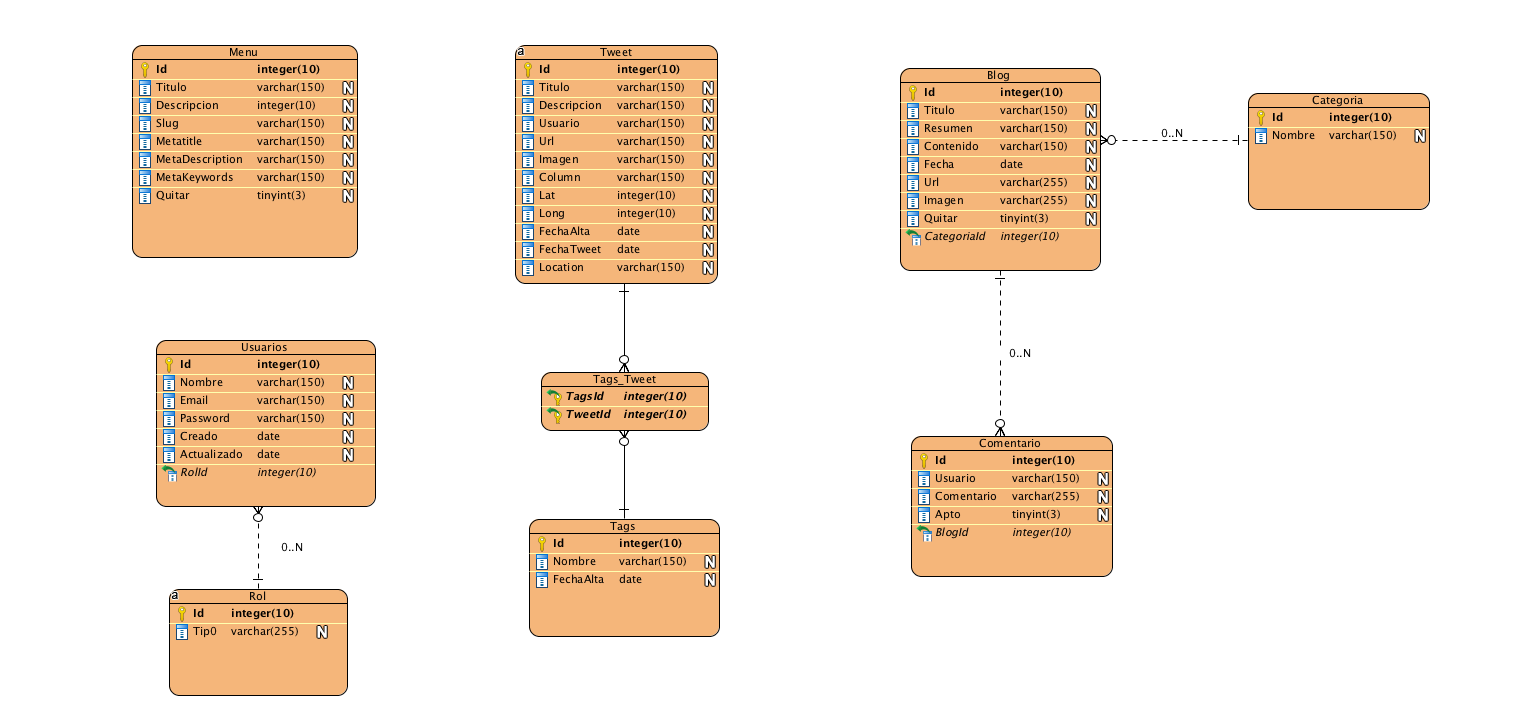 Menu
Id integer(10)
Titulo varchar(150) N
Descripcion integer(10) N
Slug varchar(150) N
Metatitle varchar(150) N
MetaDescription varchar(150) N
MetaKeywords varchar(150) N
Quitar tinyint(3) N
a Tweet
Id integer(10)
Titulo varchar(150) N
Descripcion varchar(150) N
Usuario varchar(150) N
Url varchar(150) N
Imagen varchar(150) N
Column varchar(150) N
Lat integer(10) N
Long integer(10) N
FechaAlta date N
FechaTweet date N
Location varchar(150) N
Blog
Id integer(10)
Titulo varchar(150) N
Resumen varchar(150) N
Contenido varchar(150) N
Fecha date N
Url varchar(255) N
Imagen varchar(255) N
Quitar tinyint(3) N
CategoriaId integer(10)
0..N
Categoria
Id integer(10)
Nombre varchar(150) N
Usuarios
Id integer(10)
Nombre varchar(150) N
Email varchar(150) N
Password varchar(150) N
Creado date N
Actualizado date N
RolId integer(10)
0..N
a Rol
Id integer(10)
Tip0 varchar(255) N
Tags_Tweet
TagsId integer(10)
TweetId integer(10)
Tags
Id integer(10)
Nombre varchar(150) N
FechaAlta date N
0..N
Comentario
Id integer(10)
Usuario varchar(150) N
Comentario varchar(255) N
Apto tinyint(3) N
BlogId integer(10)